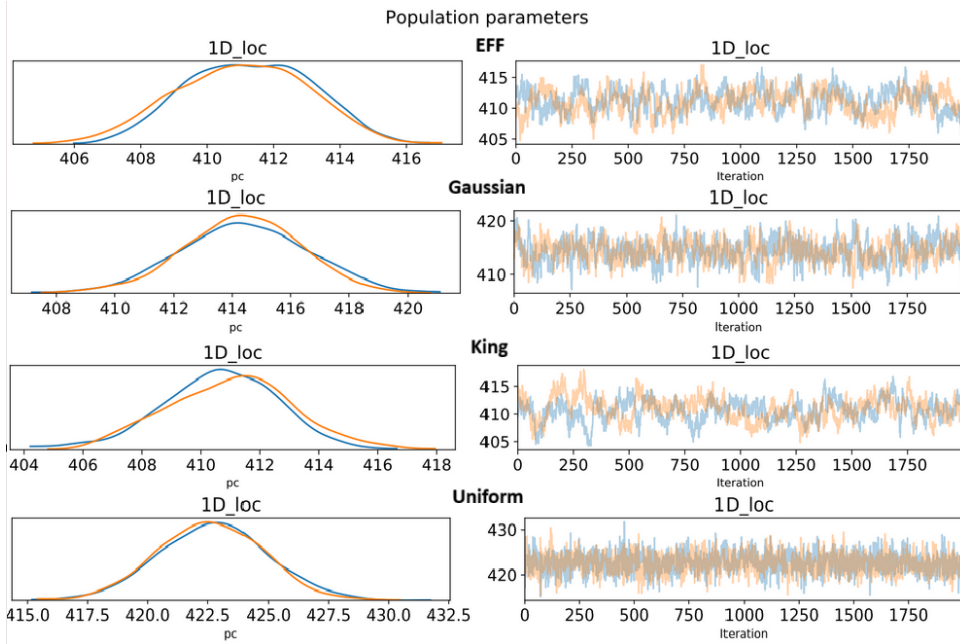 Population parameters
EFF
1D_loc
1D_loc
415
410
405
406 408 410 412 414 416
0 250 500 750 1000 1250 1500 1750
pc
Iteration
Gaussian
1D_loc
1D_loc
420
410
408 410 412 414 416 418 420
0 250 500 750 1000 1250 1500 1750
pc
Iteration
King
1D_loc
1D_loc
415
410
405
404 406 408 410 412 414 416 418
0 250 500 750 1000 1250 1500 1750
pc
Iteration
Uniform
1D_loc
1D_loc
430
420
415.0 417.5 420.0 422.5 425.0 427.5 430.0 432.5
0 250 500 750 1000 1250 1500 1750
pc
Iteration